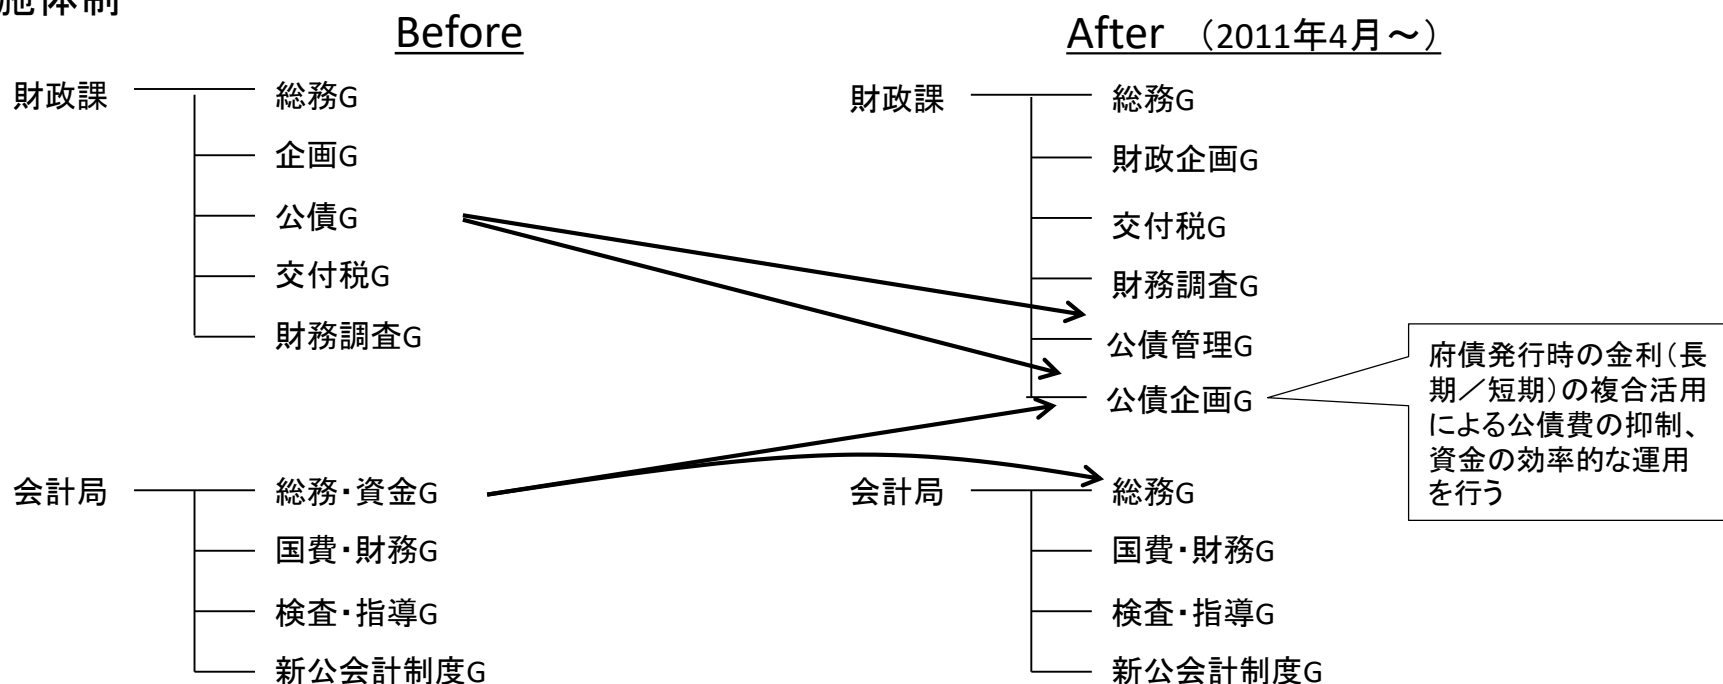 施体制
Before
財政課
総務G
企画G
公債G
交付税G
財務調査G
会計局
総務・資金G
国費・財務G
検査・指導G
新公会計制度G
After （2011年4月～）
財政課
総務G
財政企画G
交付税G
財務調査G
公債管理G
公債企画G
府債発行時の金利（長
期／短期）の複合活用
による公債費の抑制、
資金の効率的な運用
を行う
会計局
総務G
国費・財務G
検査・指導G
新公会計制度G